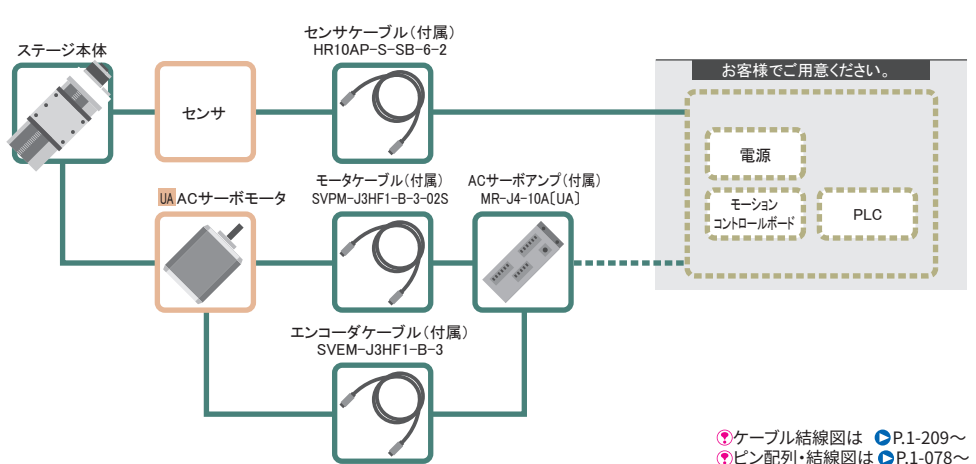 ステージ本体
センサ
センサケーブル（付属）
HR10AP-S-SB-6-2
お客様でご用意ください。
電源
モーション
コントロールボード
PLC
UA ACサーボモータ
モータケーブル（付属）
SVPM-J3HF1-B-3-02S
ACサーボアンプ（付属）
MR-J4-10A〔UA〕
エンコーダケーブル（付属）
SVEM-J3HF1-B-3
ケーブル結線図は P.1-209～
ピン配列・結線図は P.1-078～